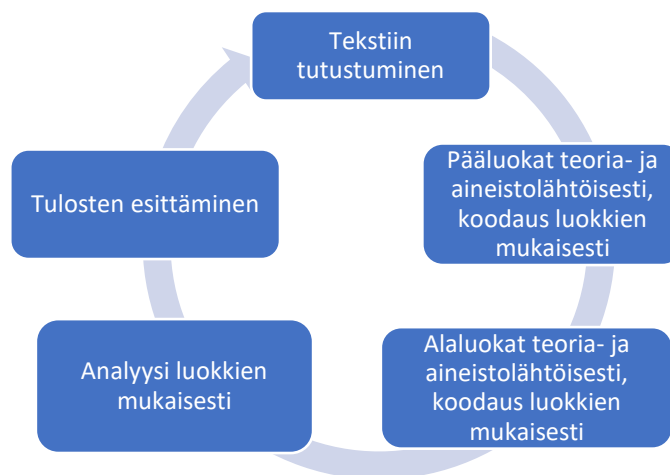 Tekstiin
tutustuminen
Pääluokat teoria- ja
aineistolähtöisesti,
koodaus luokkien
mukaisesti
Alaluokat teoria- ja
aineistolähtöisesti,
koodaus luokkien
mukaisesti
Analyysi luokkien
mukaisesti
Tulosten esittäminen